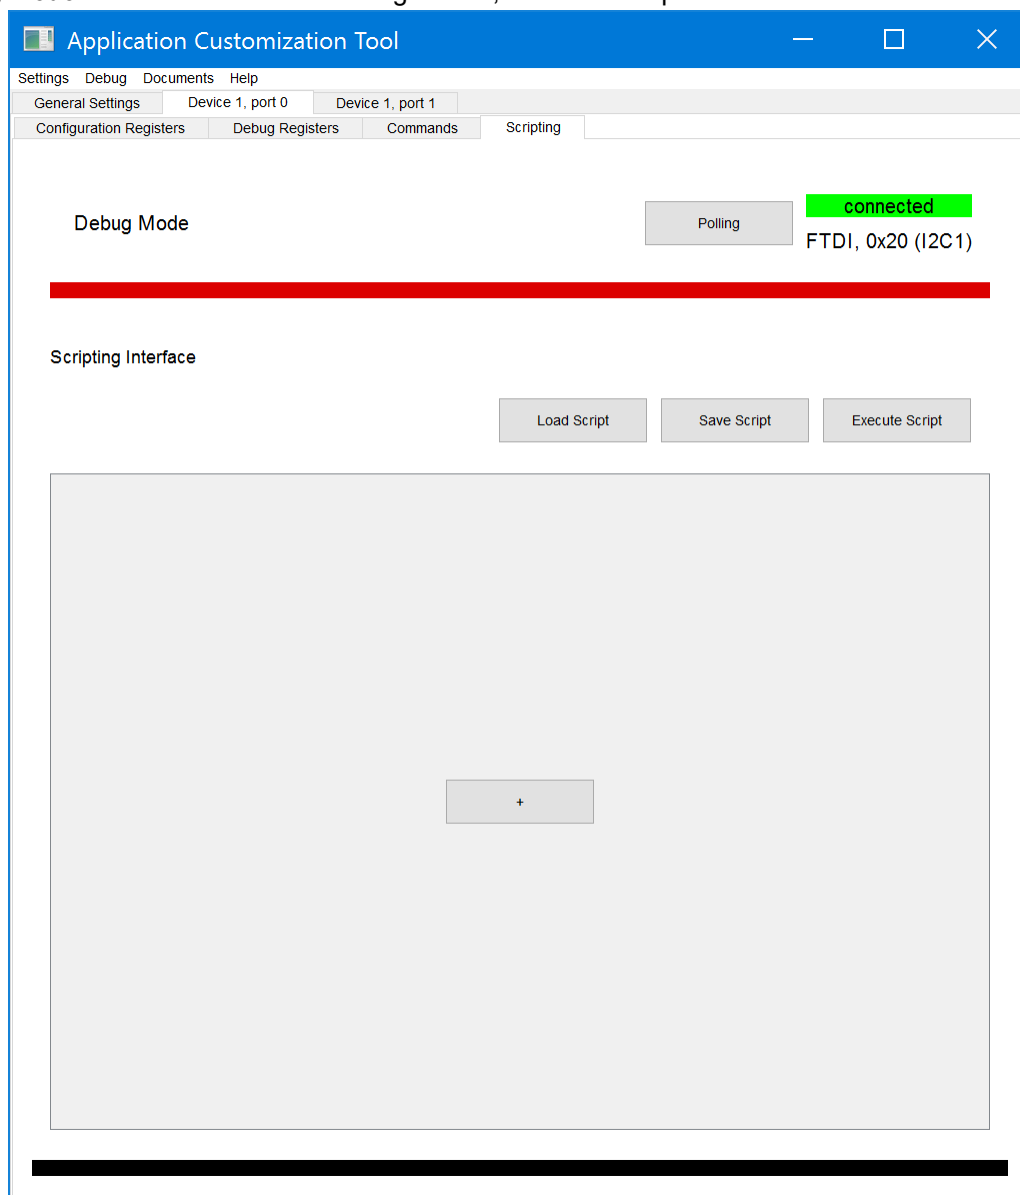 Application Customization Tool
Settings Debug Documents Help
General Settings Device 1, port 0 Device 1, port 1
Configuration Registers Debug Registers Commands Scripting
Debug Mode
Polling
connected
FTDI, 0x20 (I2C1)
Scripting Interface
Load Script Save Script Execute Script
+